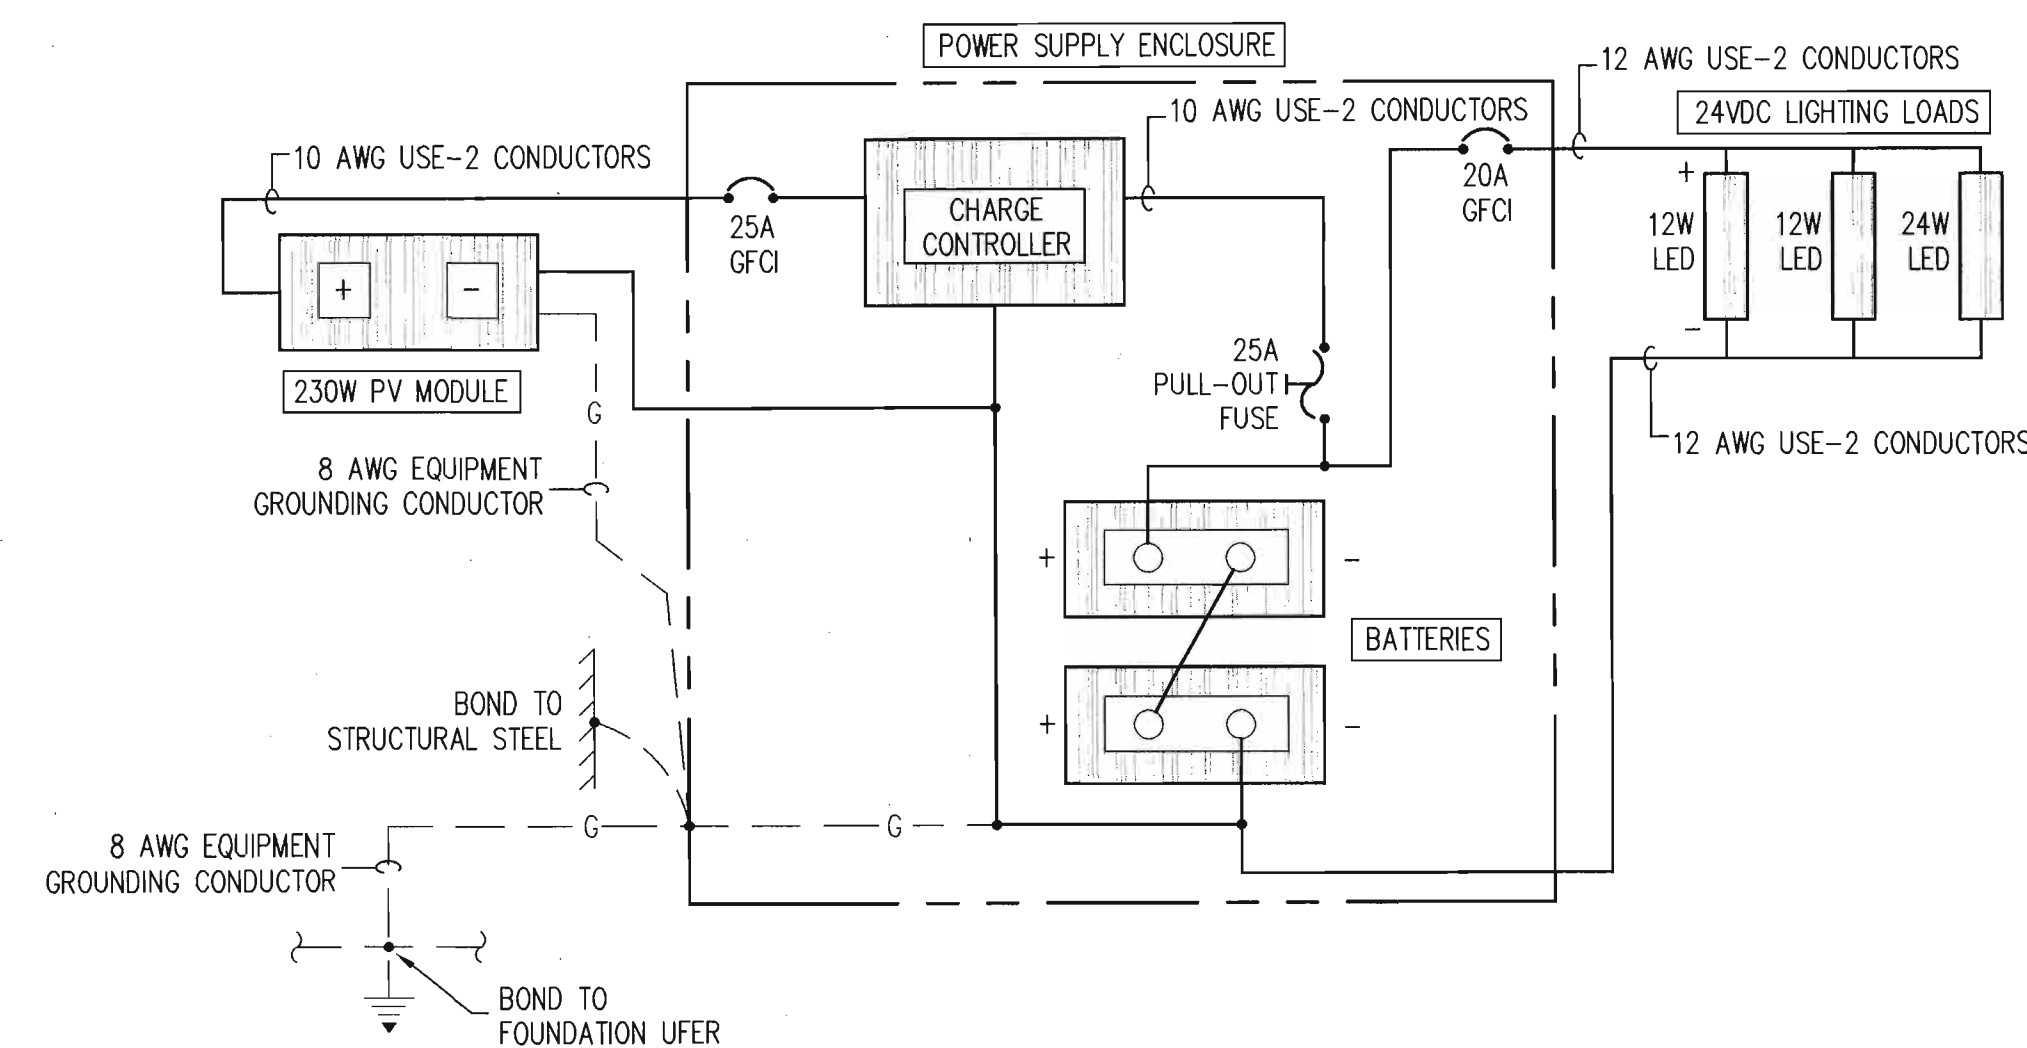 POWER SUPPLY ENCLOSURE
12 AWG USE-2 CONDUCTORS
10 AWG USE-2 CONDUCTORS
24VDC LIGHTING LOADS
10 AWG USE-2 CONDUCTORS
25A
GFCI
CHARGE
CONTROLLER
20A
GFCI
+
12W
LED
12W
LED
24W
LED
-
+ -
230W PV MODULE
G
25A
PULL-OUT
FUSE
12 AWG USE-2 CONDUCTORS
8 AWG EQUIPMENT
GROUNDING CONDUCTOR
+ -
BATTERIES
+ -
BOND TO
STRUCTURAL STEEL
G
G
8 AWG EQUIPMENT
GROUNDING CONDUCTOR
BOND TO
FOUNDATION UFER